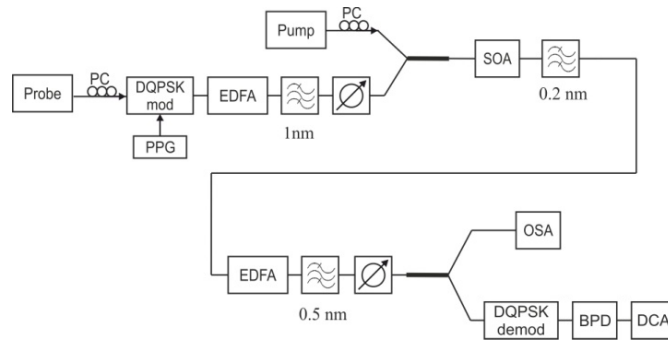 PC
Pump
SOA
0.2 nm
PC
Probe
DQPSK
mod
EDFA
1nm
PPG
OSA
EDFA
0.5 nm
DQPSK
demod
BPD
DCA